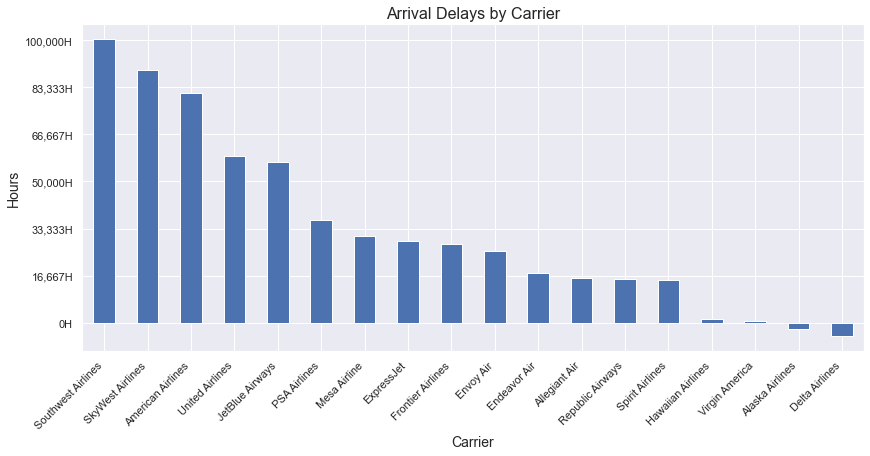 Arrival Delays by Carrier
Hours
100,000H
83,333H
66,667H
50,000H
33,333H
16,667H
0H
Southwest Airlines
SkyWest Airlines
American Airlines
United Airlines
JetBlue Airways
PSA Airlines
Mesa Airline
ExpressJet
Frontier Airlines
Envoy Air
Endeavor Air
Allegiant Air
Republic Airways
Spirit Airlines
Hawaiian Airlines
Virgin America
Alaska Airlines
Delta Airlines
Carrier